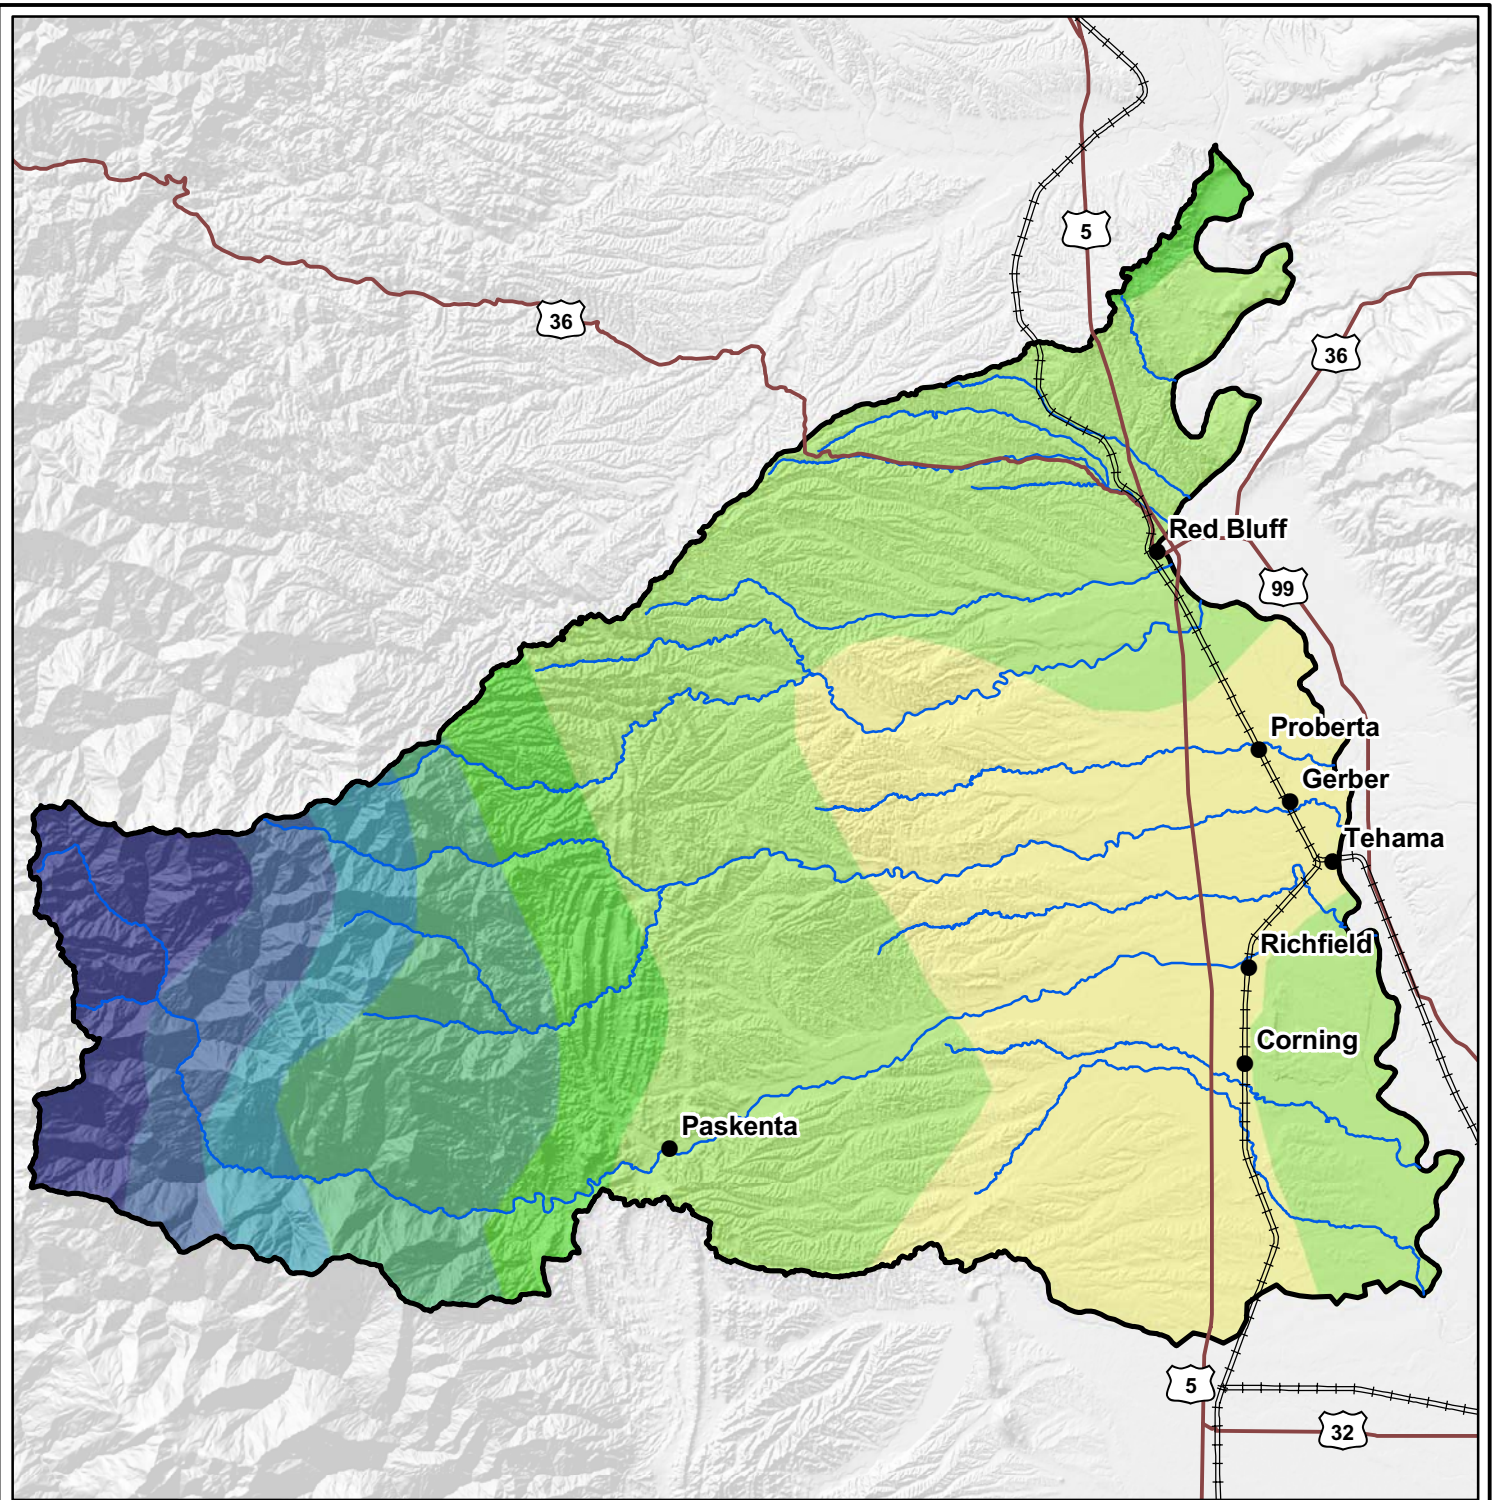 5
36
36
Red Bluff
99
Proberta
Gerber
Tehama
Richfield
Corning
Paskenta
5
32